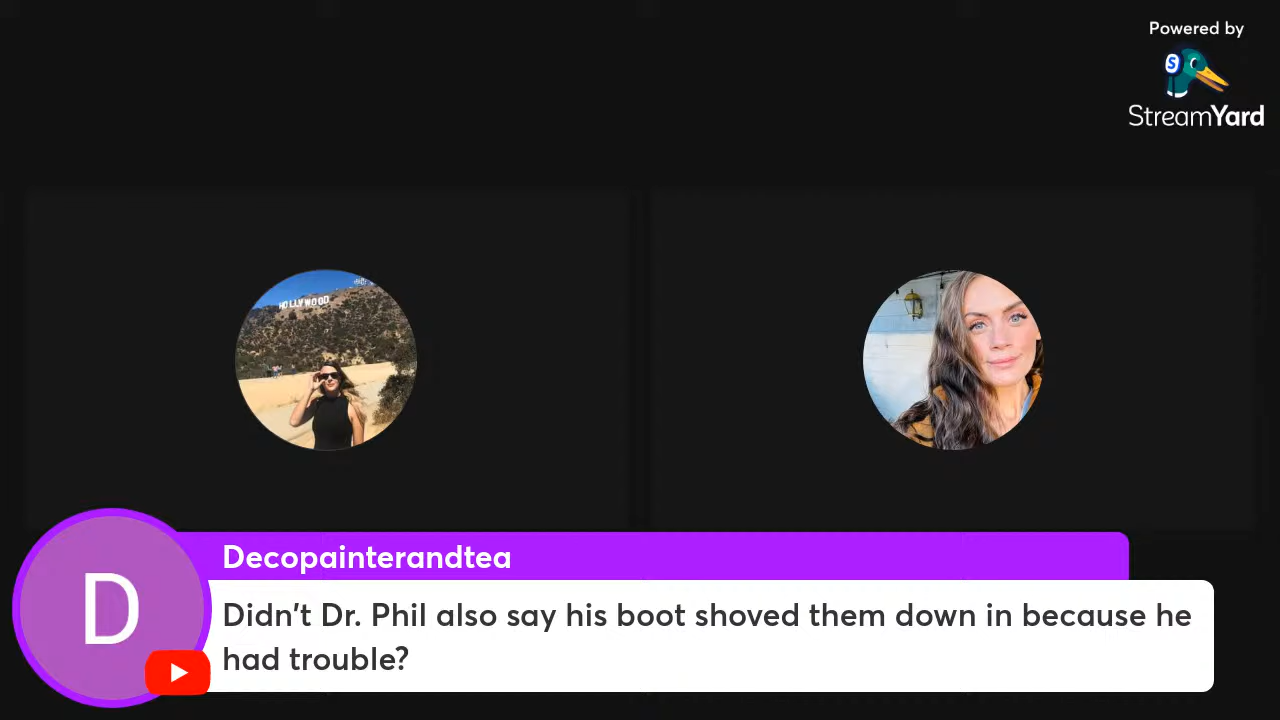 Powered by
S
StreamYard
HOLLYWOOD
D
Decopainterandtea
Didn't Dr. Phil also say his boot shoved them down in because he
had trouble?